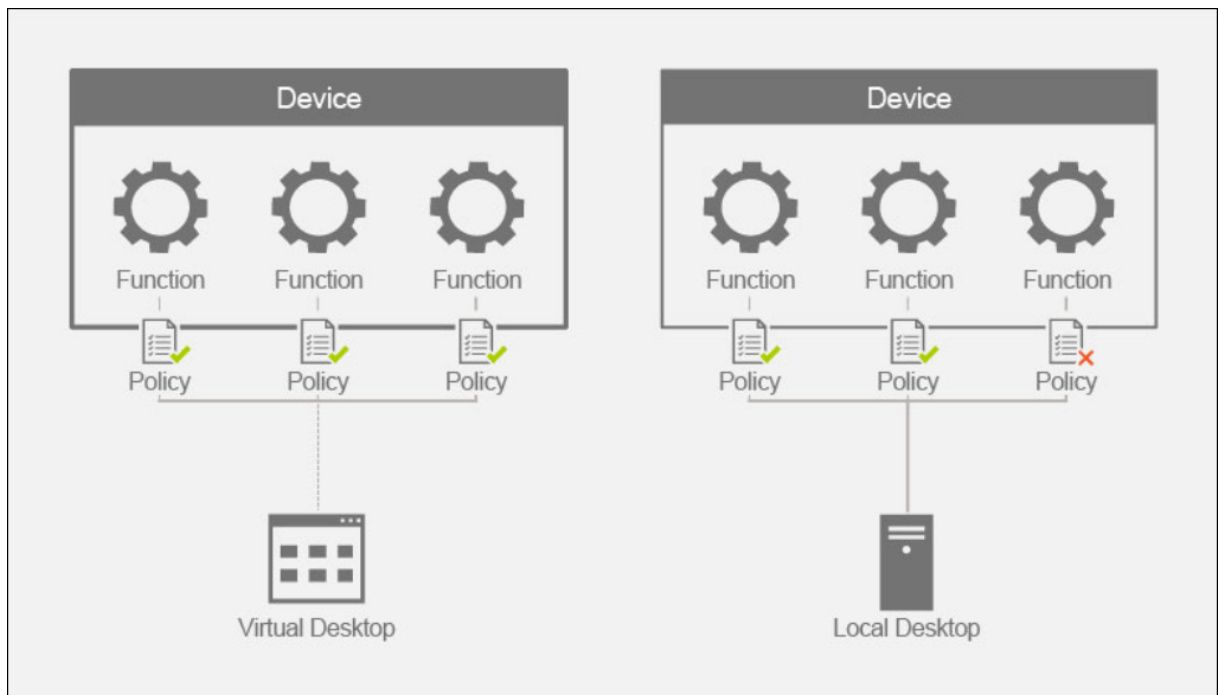 Device
Function Function Function
Policy Policy Policy
Virtual Desktop
Device
Function Function Function
Policy Policy Policy
Local Desktop